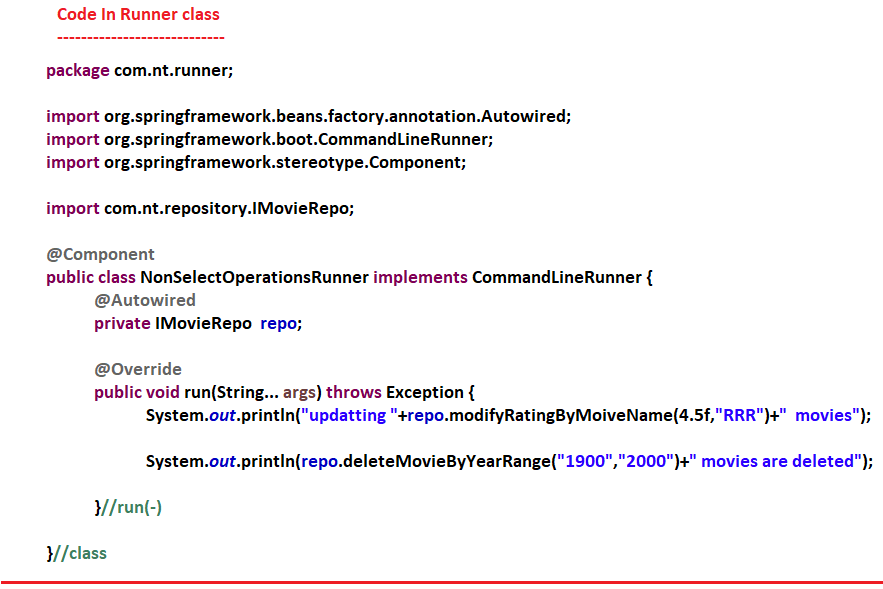 Code In Runner class
----------------------------
package com.nt.runner;
import org.springframework.beans.factory.annotation.Autowired;
import org.springframework.boot.CommandLineRunner;
import org.springframework.stereotype.Component;
import com.nt.repository.IMovieRepo;
@Component
public class NonSelectOperationsRunner implements CommandLineRunner {
@Autowired
private IMovieRepo repo;
@Override
public void run(String... args) throws Exception {
System.out.println("updatting "+repo.modifyRatingByMoiveName(4.5f,"RRR")+"  movies");
System.out.println(repo.deleteMovieByYearRange("1900","2000")+" movies are deleted");
}//run(-)
}//class